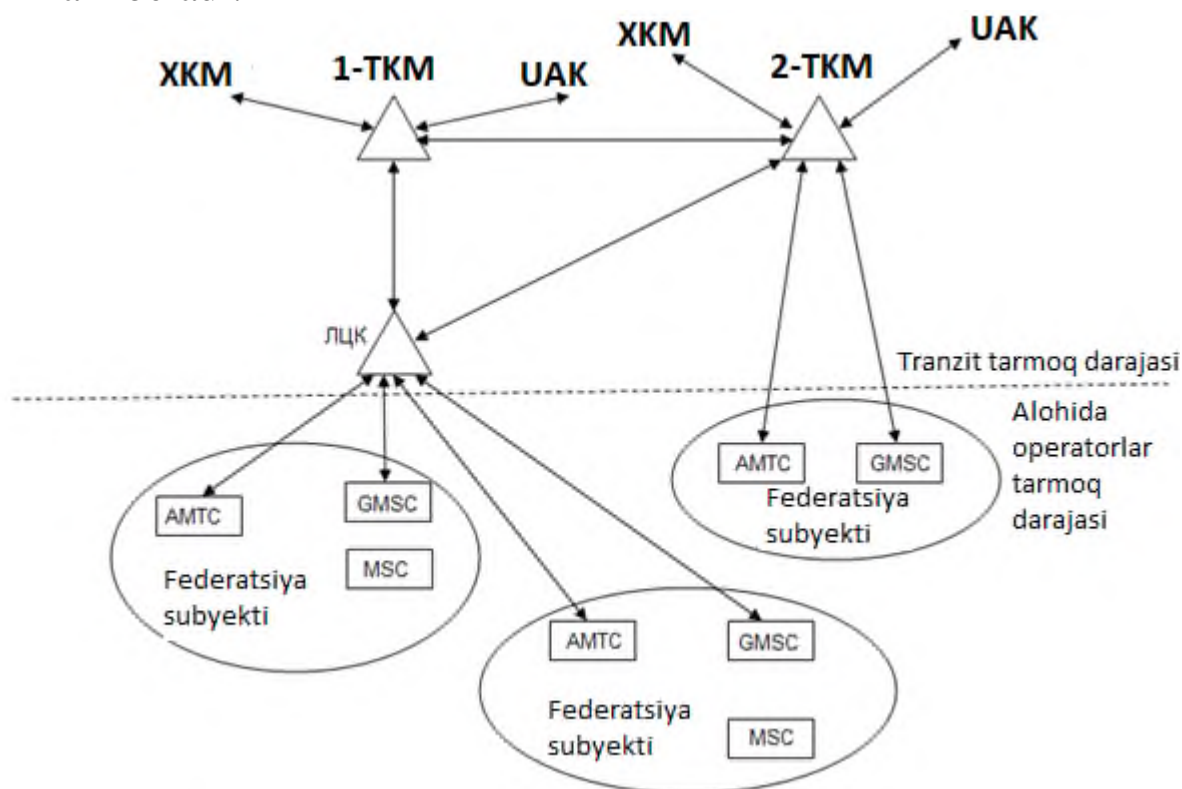 XKM
1-TKM
UAK
XKM
2-TKM
UAK
ЛЦК
Tranzit tarmoq darajasi
Alohida
operatorlar
tarmoq
darajasi
AMTC
GMSC
Federatsiya
subyekti
AMTC
GMSC
MSC
Federatsiya
subyekti
AMTC
GMSC
Federatsiya
subyekti
MSC